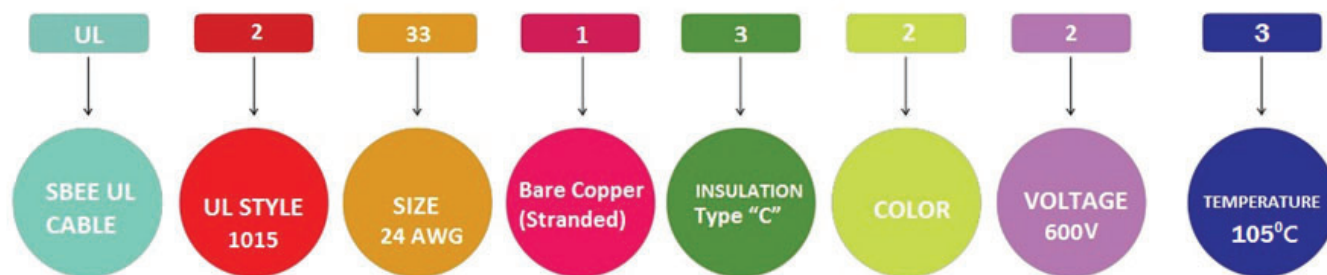 UL 2 33 1 3 2 2 3
SBEE UL
CABLE
UL STYLE
1015
SIZE
24 AWG
Bare Copper
(Stranded)
INSULATION
Type “C”
COLOR
VOLTAGE
600V
TEMPERATURE
105⁰C